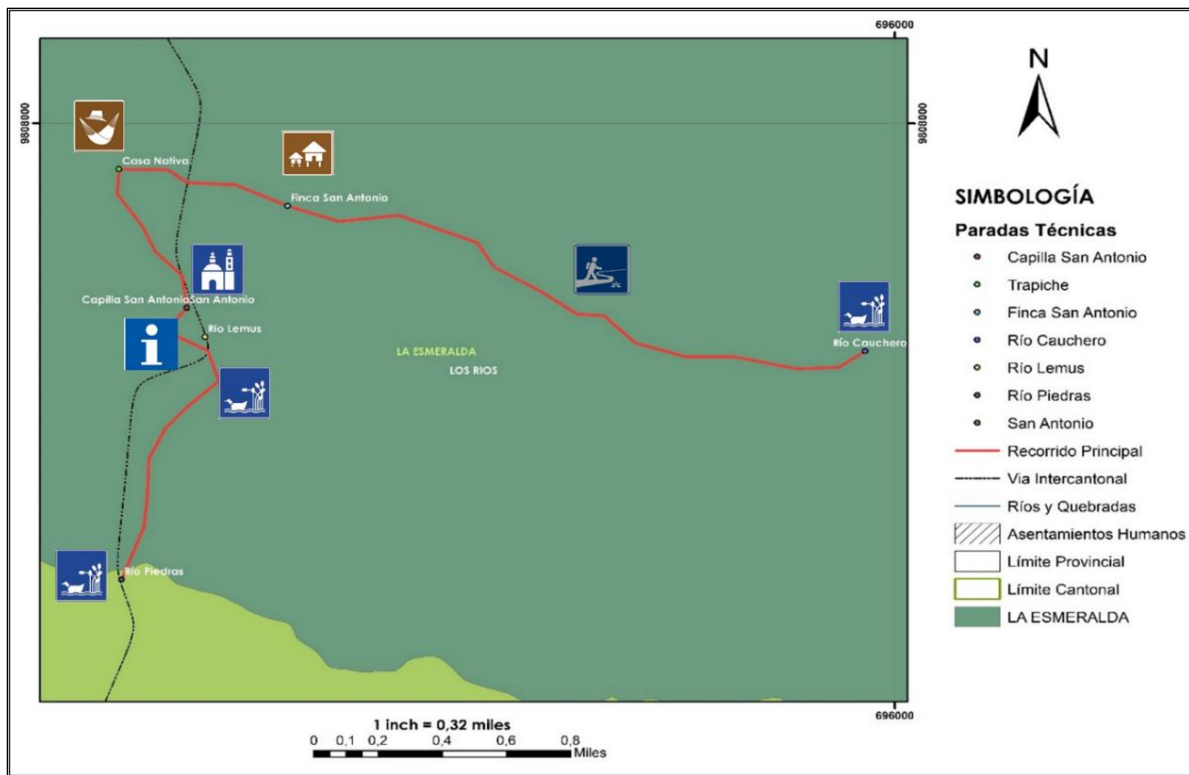 696000
N
9808000
9808000
Casa Nativa
Finca San Antonia
Capilla San AntoniaSan Antonio
Río Lemus
Río Cauchero
LA ESMERALDA
LOS RIOS
Río Piedras
696000
SIMBOLOGÍA
Paradas Técnicas
Capilla San Antonio
Trapiche
Finca San Antonio
Río Cauchero
Río Lemus
Río Piedras
San Antonio
Recorrido Principal
Via Intercantonal
Ríos y Quebradas
Asentamientos Humanos
Límite Provincial
Límite Cantonal
LA ESMERALDA
1 inch = 0,32 miles
0 0,1 0,2 0,4 0,6 0,8
Miles